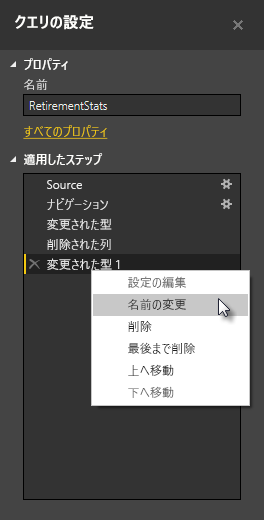 クエリの設定
プロパティ
名前
RetirementStats
すべてのプロパティ
適用したステップ
Source
ナビゲーション
変更された型
削除された列
変更された型 1
設定の編集
名前の変更
削除
最後まで削除
上へ移動
下へ移動